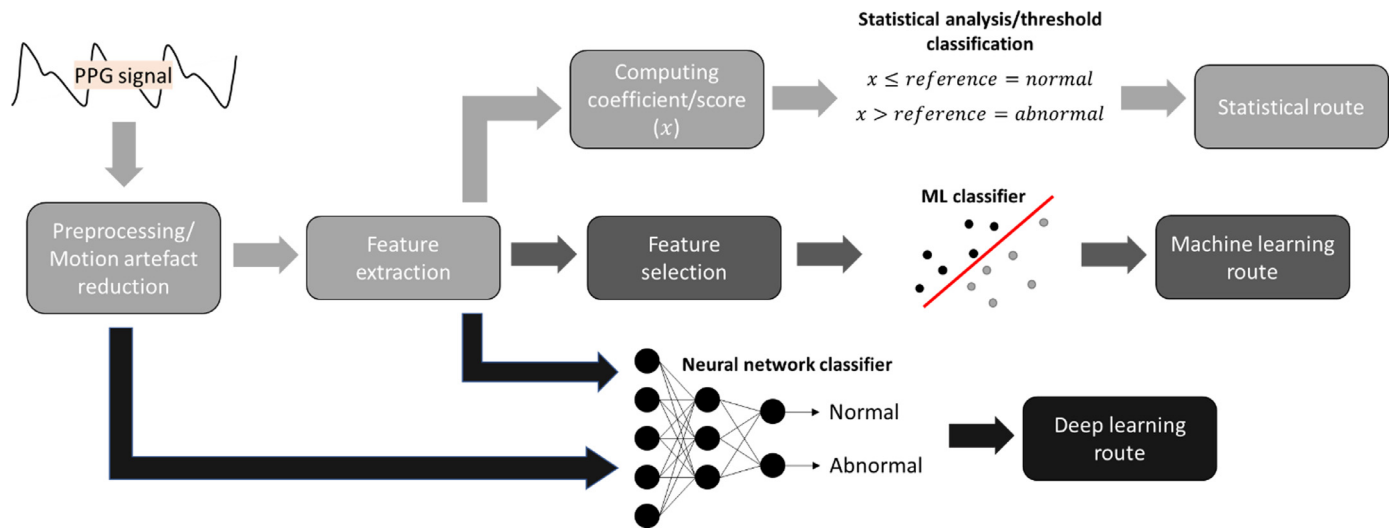 PPG signal
Preprocessing/
Motion artefact
reduction
Feature
extraction
Computing
coefficient/score
(x)
Statistical analysis/threshold
classification
x ≤ reference = normal
x > reference = abnormal
Statistical route
Feature
selection
ML classifier
Machine learning
route
Neural network classifier
Normal
Abnormal
Deep learning
route